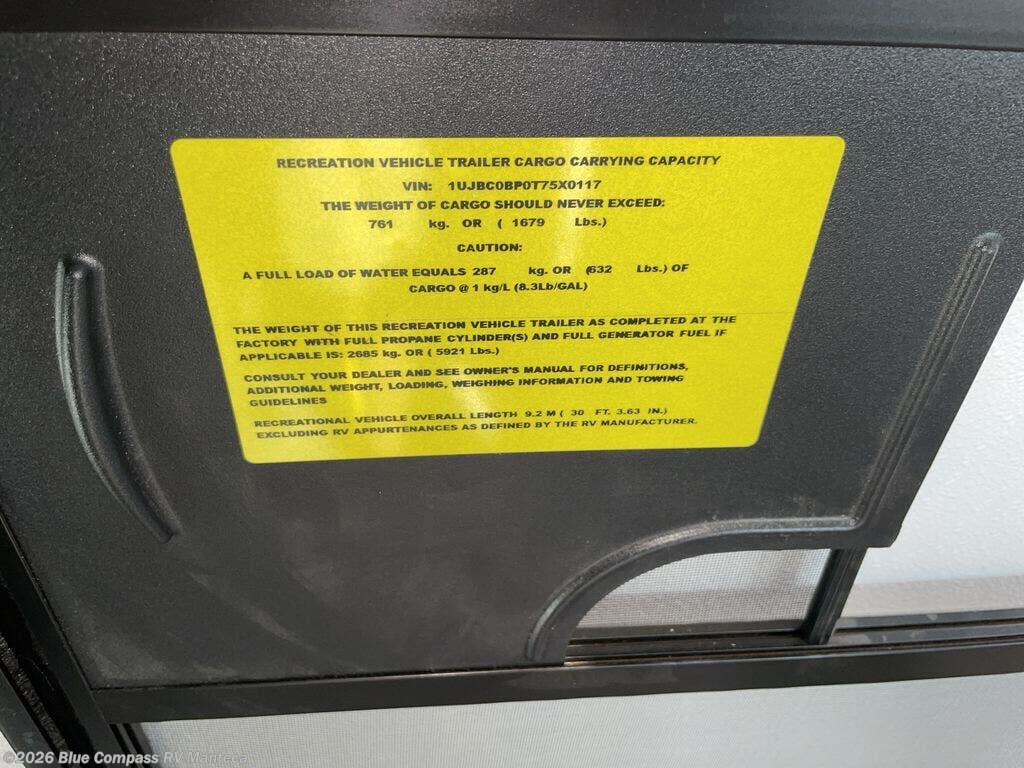 RECREATION VEHICLE TRAILER CARGO CARRYING CAPACITY
VIN: 1UJBC0BP0T75X0117
THE WEIGHT OF CARGO SHOULD NEVER EXCEED:
761 kg. OR ( 1679 Lbs.)
CAUTION:
A FULL LOAD OF WATER EQUALS 287 kg. OR (632 Lbs.) OF
CARGO @ 1 kg/L (8.3Lb/GAL)
THE WEIGHT OF THIS RECREATION VEHICLE TRAILER AS COMPLETED AT THE
FACTORY WITH FULL PROPANE CYLINDER(S) AND FULL GENERATOR FUEL IF
APPLICABLE IS: 2685 kg. OR ( 5921 Lbs.)
CONSULT YOUR DEALER AND SEE OWNER'S MANUAL FOR DEFINITIONS,
ADDITIONAL WEIGHT, LOADING, WEIGHING INFORMATION AND TOWING
GUIDELINES
RECREATIONAL VEHICLE OVERALL LENGTH 9.2 M ( 30 FT. 3.63 IN.)
EXCLUDING RV APPURTENANCES AS DEFINED BY THE RV MANUFACTURER.
©2026 Blue Compass RV Manteca